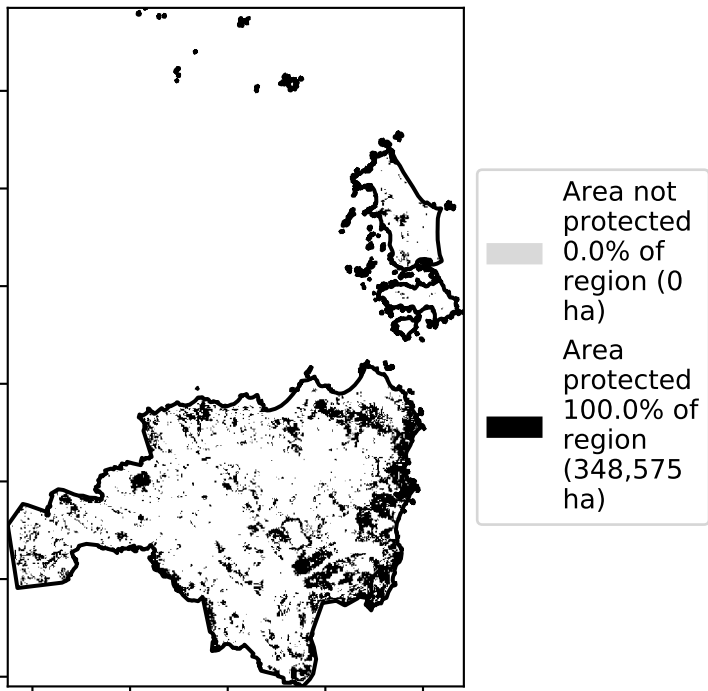 Area not
protected
0.0% of
region (0
ha)
Area
protected
100.0% of
region
(348,575
ha)